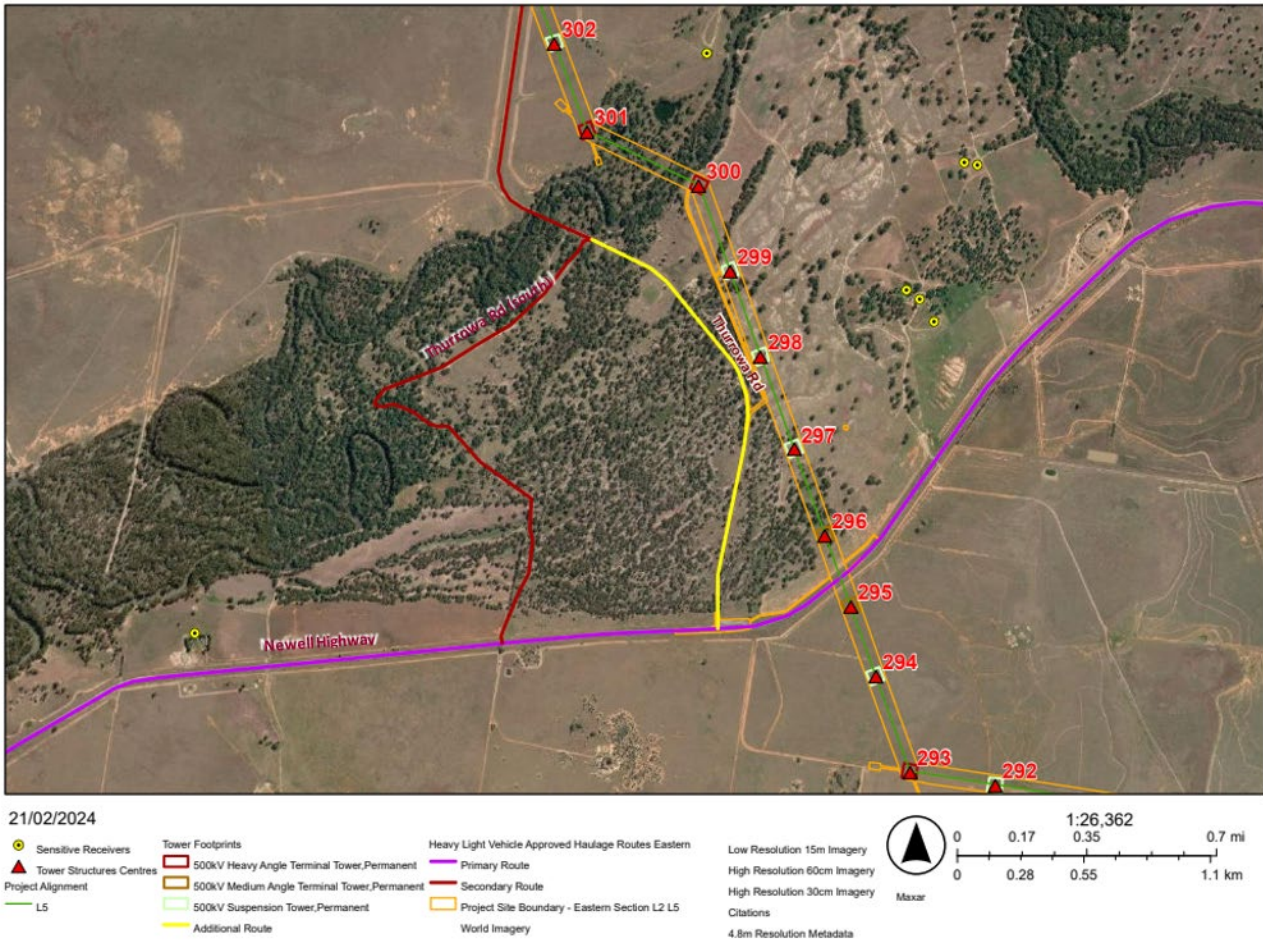 302
301
300
299
Thurrowa Rd (south)
Thurrowa Rd
298
297
296
295
Newell Highway
294
293
292
21/02/2024
Sensitive Receivers
Tower Structures Centres
Project Alignment
L5
Tower Footprints
500kV Heavy Angle Terminal Tower,Permanent
500kV Medium Angle Terminal Tower,Permanent
500kV Suspension Tower,Permanent
Additional Route
Heavy Light Vehicle Approved Haulage Routes Eastern
Primary Route
Secondary Route
Project Site Boundary - Eastern Section L2 L5
World Imagery
Low Resolution 15m Imagery
High Resolution 60cm Imagery
High Resolution 30cm Imagery
Citations
4.8m Resolution Metadata
Maxar
1:26,362
0 0.17 0.35 0.7 mi
0 0.28 0.55 1.1 km